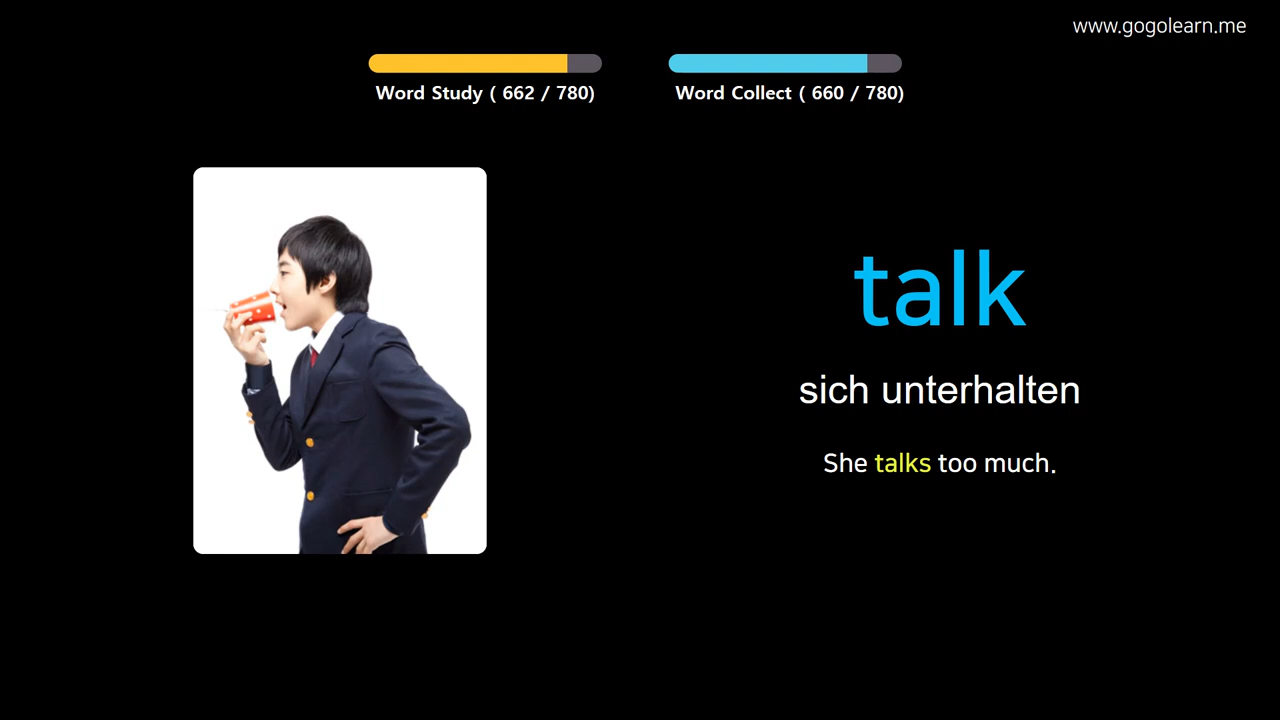 www.gogolearn.me
Word Study ( 662 / 780)
Word Collect ( 660 / 780)
talk
sich unterhalten
She talks too much.